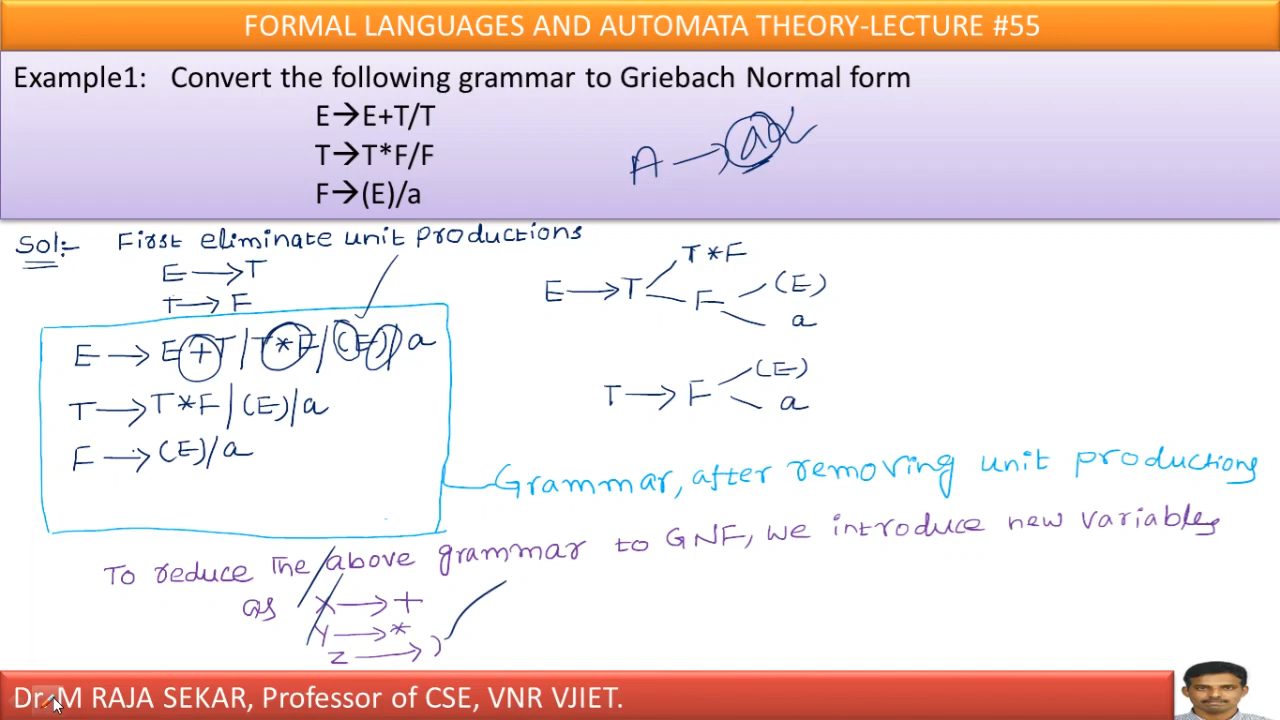 FORMAL LANGUAGES AND AUTOMATA THEORY-LECTURE #55
Example1: Convert the following grammar to Griebach Normal form
E→E+T/T
T→T*F/F
F→(E)/a
A → aα
Sol:- First eliminate unit productions
E → T
T → F
E → E+T/T*F/(E)/a
T → T*F/(E)/a
F → (E)/a
E → T
T*F
F
(E)
a
T → F
(E)
a
Grammar, after removing unit productions
To reduce the above grammar to GNF, we introduce new variables
as X → +
Y → *
Z → )
Dr. M RAJA SEKAR, Professor of CSE, VNR VJIET.